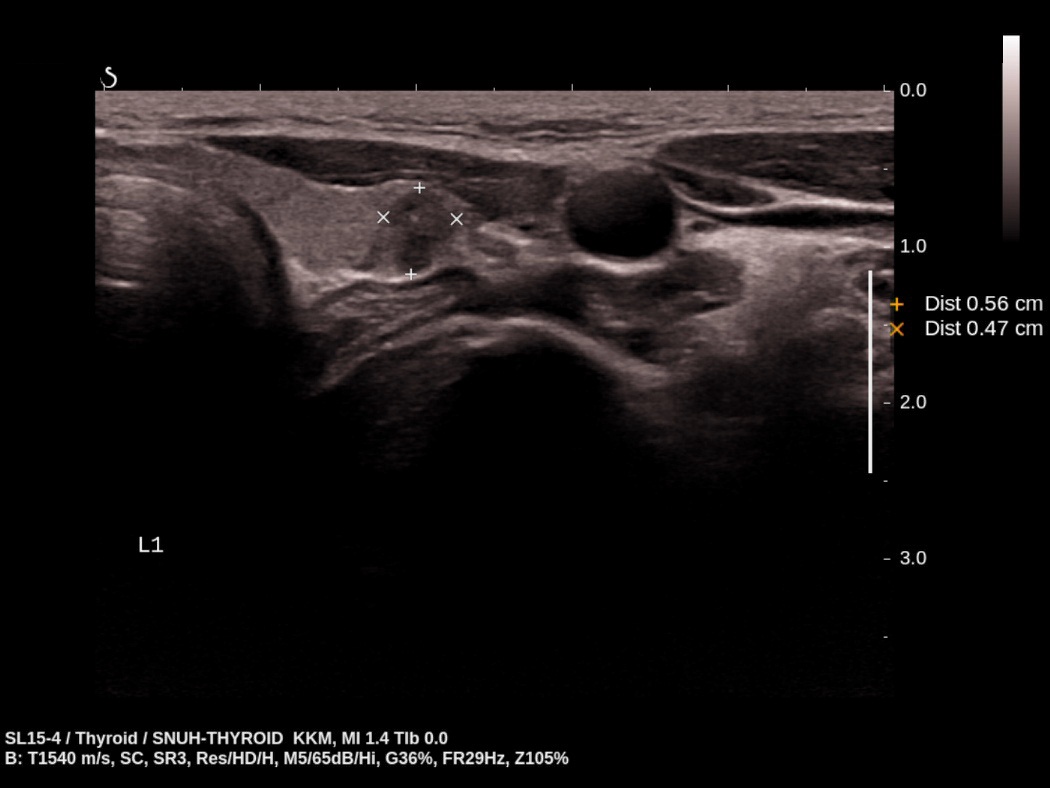 S
0.0
1.0
+ Dist 0.56 cm
× Dist 0.47 cm
2.0
L1
3.0
SL15-4 / Thyroid / SNUH-THYROID KKM, MI 1.4 TIb 0.0
B: T1540 m/s, SC, SR3, Res/HD/H, M5/65dB/Hi, G36%, FR29Hz, Z105%